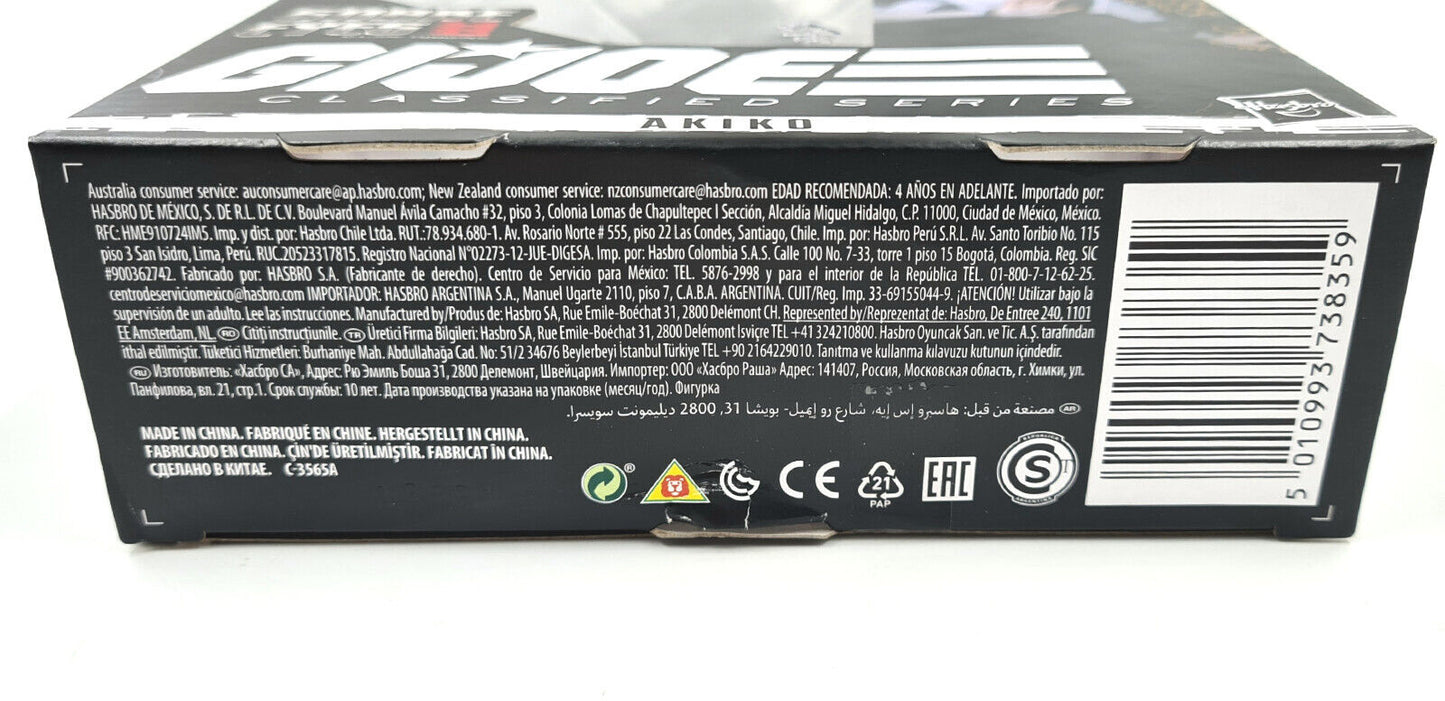 GI JOE
CLASSIFIED SERIES
Hasbro
AKIKO
Australia consumer service: auconsumercare@ap.hasbro.com; New Zealand consumer service: nzconsumercare@hasbro.com EDAD RECOMENDADA: 4 AÑOS EN ADELANTE. Importado por:
HASBRO DE MÉXICO, S. DE R.L. DE C.V. Boulevard Manuel Ávila Camacho #32, piso 3, Colonia Lomas de Chapultepec I Sección, Alcaldía Miguel Hidalgo, C.P. 11000, Ciudad de México, México.
RFC: HME910724IM5. Imp. y dist. por: Hasbro Chile Ltda. RUT.:78.934.680-1. Av. Rosario Norte # 555, piso 22 Las Condes, Santiago, Chile. Imp. por: Hasbro Perú S.R.L. Av. Santo Toribio No. 115
piso 3 San Isidro, Lima, Perú. RUC.20523317815. Registro Nacional N°02273-12-JUE-DIGESA. Imp. por: Hasbro Colombia S.A.S. Calle 100 No. 7-33, torre 1 piso 15 Bogotá, Colombia. Reg. SIC
#900362742. Fabricado por: HASBRO S.A. (Fabricante de derecho). Centro de Servicio para México: TEL. 5876-2998 y para el interior de la República TEL. 01-800-7-12-62-25.
centrodeserviciomexico@hasbro.com IMPORTADOR: HASBRO ARGENTINA S.A., Manuel Ugarte 2110, piso 7, C.A.B.A. ARGENTINA. CUIT/Reg. Imp. 33-69155044-9. ¡ATENCIÓN! Utilizar bajo la
supervisión de un adulto. Lee las instrucciones. Manufactured by/Produs de: Hasbro SA, Rue Emile-Boéchat 31, 2800 Delémont CH. Represented by/Reprezentat de: Hasbro, De Entree 240, 1101
EE Amsterdam, NL. RO Citiți instrucțiunile. TR Üretici Firma Bilgileri: Hasbro SA, Rue Emile-Boéchat 31, 2800 Delémont İsviçre TEL +41 324210800. Hasbro Oyuncak San. ve Tic. A.Ş. tarafından
ithal edilmiştir. Tüketici Hizmetleri: Burhaniye Mah. Abdullahağa Cad. No: 51/2 34676 Beylerbeyi İstanbul Türkiye TEL +90 2164229010. Tanıtma ve kullanma kılavuzu kutunun içindedir.
RU Изготовитель: «Хасбро СА», Адрес: Рю Эмиль Боша 31, 2800 Делемонт, Швейцария. Импортер: ООО «Хасбро Раша» Адрес: 141407, Россия, Московская область, г. Химки, ул.
Панфилова, вл. 21, стр.1. Срок службы: 10 лет. Дата производства указана на упаковке (месяц/год). Фигурка
AR مصنعة من قبل: هاسبرو إس إيه، شارع رو إيميل- بويشا 31, 2800 ديليمونت سويسرا.
MADE IN CHINA. FABRIQUÉ EN CHINE. HERGESTELLT IN CHINA.
FABRICADO EN CHINA. ÇİN'DE ÜRETİLMİŞTİR. FABRICAT ÎN CHINA.
СДЕЛАНО В КИТАЕ. C-3565A
CE
21
PAP
EAC
REPUBLICA
S
ARGENTINA
5 010993 738359